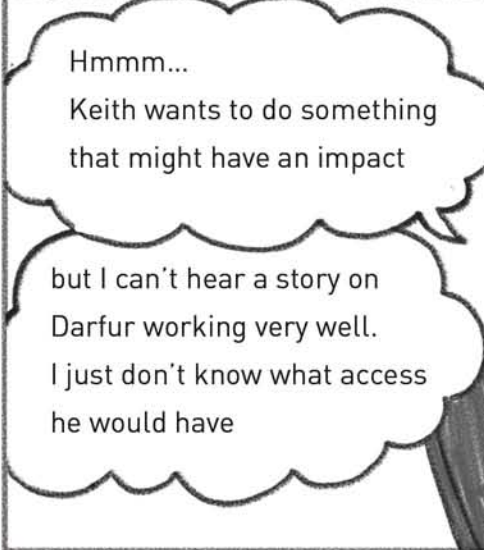 Hmmm...
Keith wants to do something
that might have an impact
but I can't hear a story on
Darfur working very well.
I just don't know what access
he would have